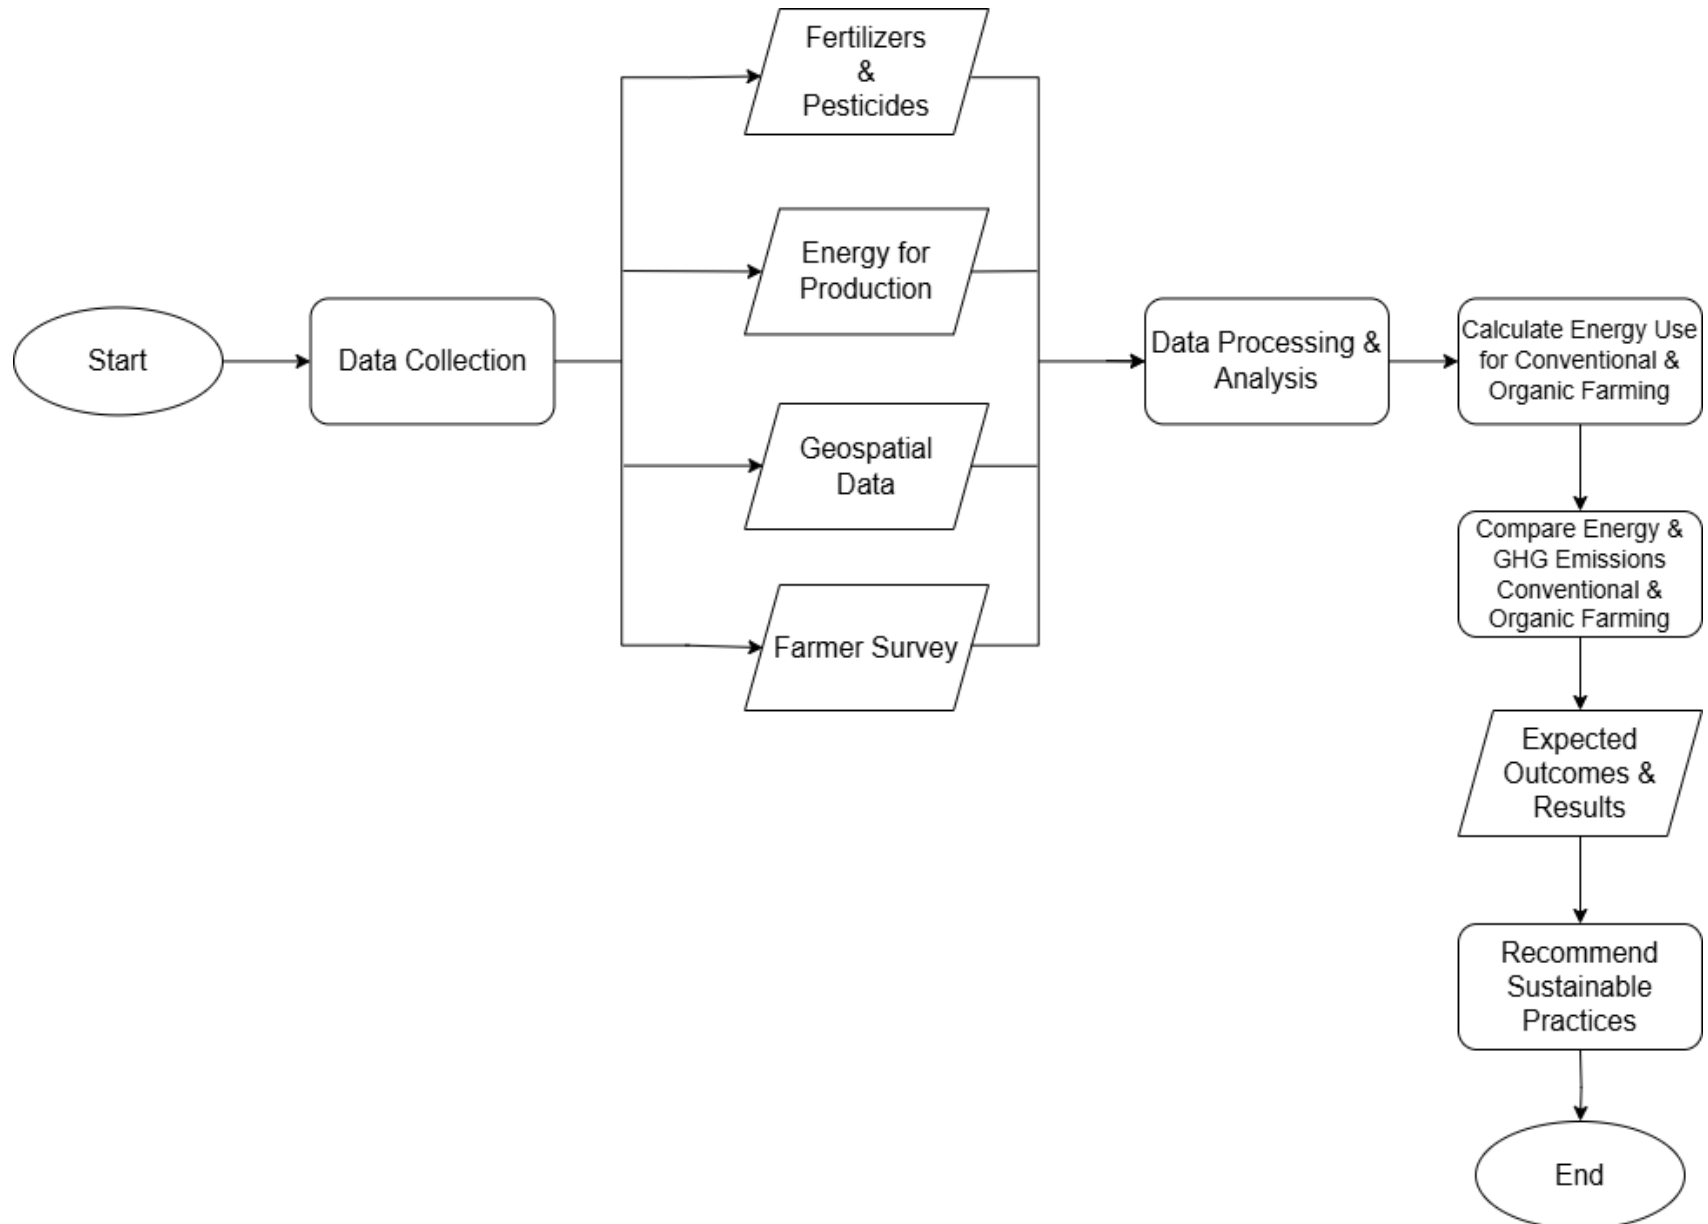 Start
Data Collection
Fertilizers
&
Pesticides
Energy for
Production
Geospatial
Data
Farmer Survey
Data Processing &
Analysis
Calculate Energy Use
for Conventional &
Organic Farming
Compare Energy &
GHG Emissions
Conventional &
Organic Farming
Expected
Outcomes &
Results
Recommend
Sustainable
Practices
End